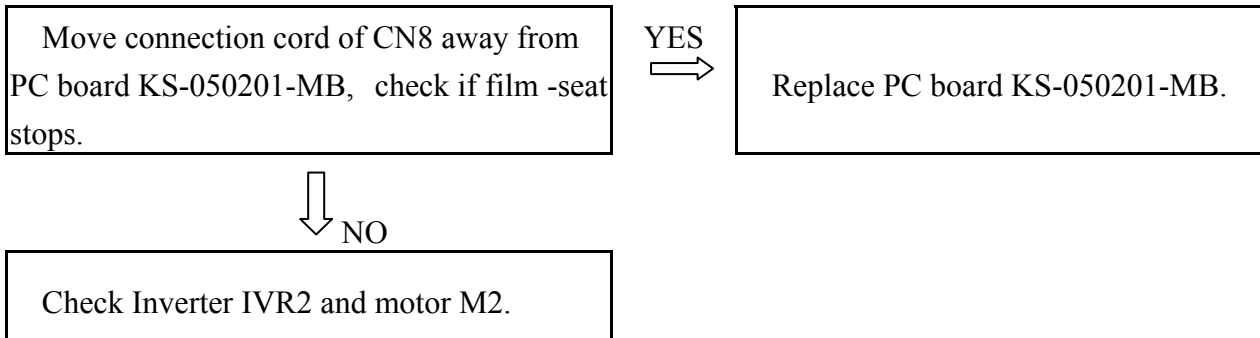 Move connection cord of CN8 away from
PC board KS-050201-MB, check if film -seat
stops.
YES
Replace PC board KS-050201-MB.
NO
Check Inverter IVR2 and motor M2.